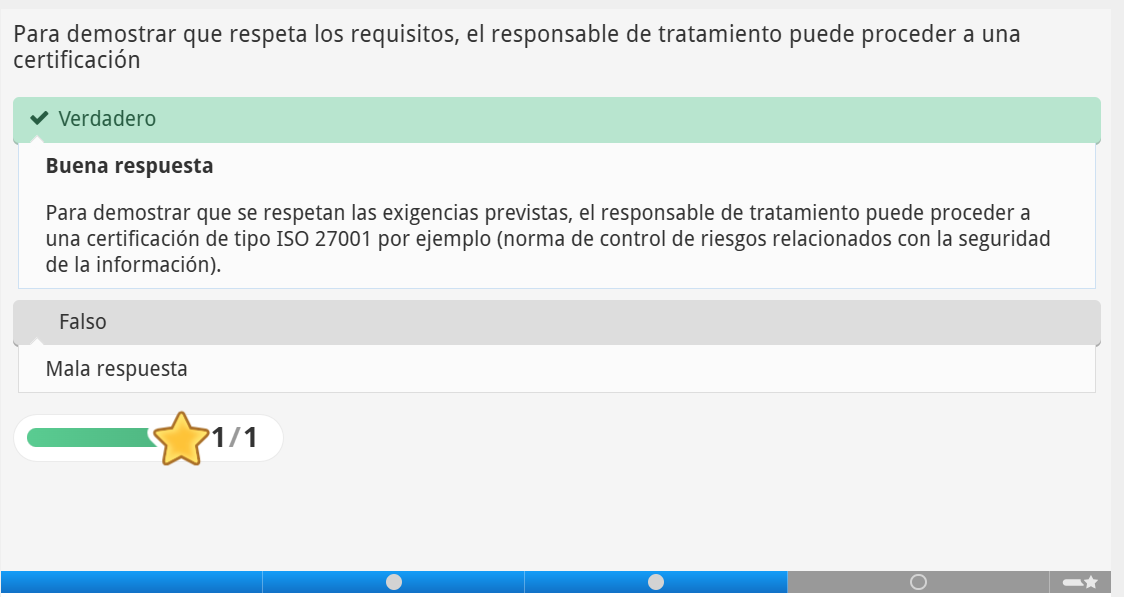 Para demostrar que respeta los requisitos, el responsable de tratamiento puede proceder a una
certificación
Verdadero
Buena respuesta
Para demostrar que se respetan las exigencias previstas, el responsable de tratamiento puede proceder a
una certificación de tipo ISO 27001 por ejemplo (norma de control de riesgos relacionados con la seguridad
de la información).
Falso
Mala respuesta
1/1